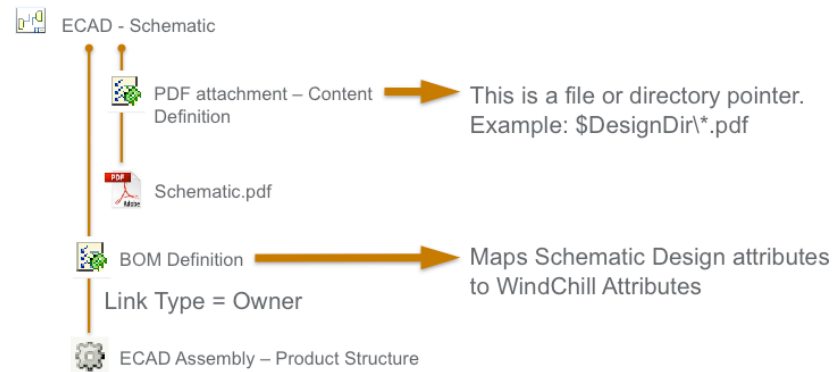 ECAD - Schematic
PDF attachment – Content
Definition
This is a file or directory pointer.
Example: $DesignDir\*.pdf
PDF
Adobe
Schematic.pdf
BOM Definition
Maps Schematic Design attributes
to WindChill Attributes
Link Type = Owner
ECAD Assembly – Product Structure